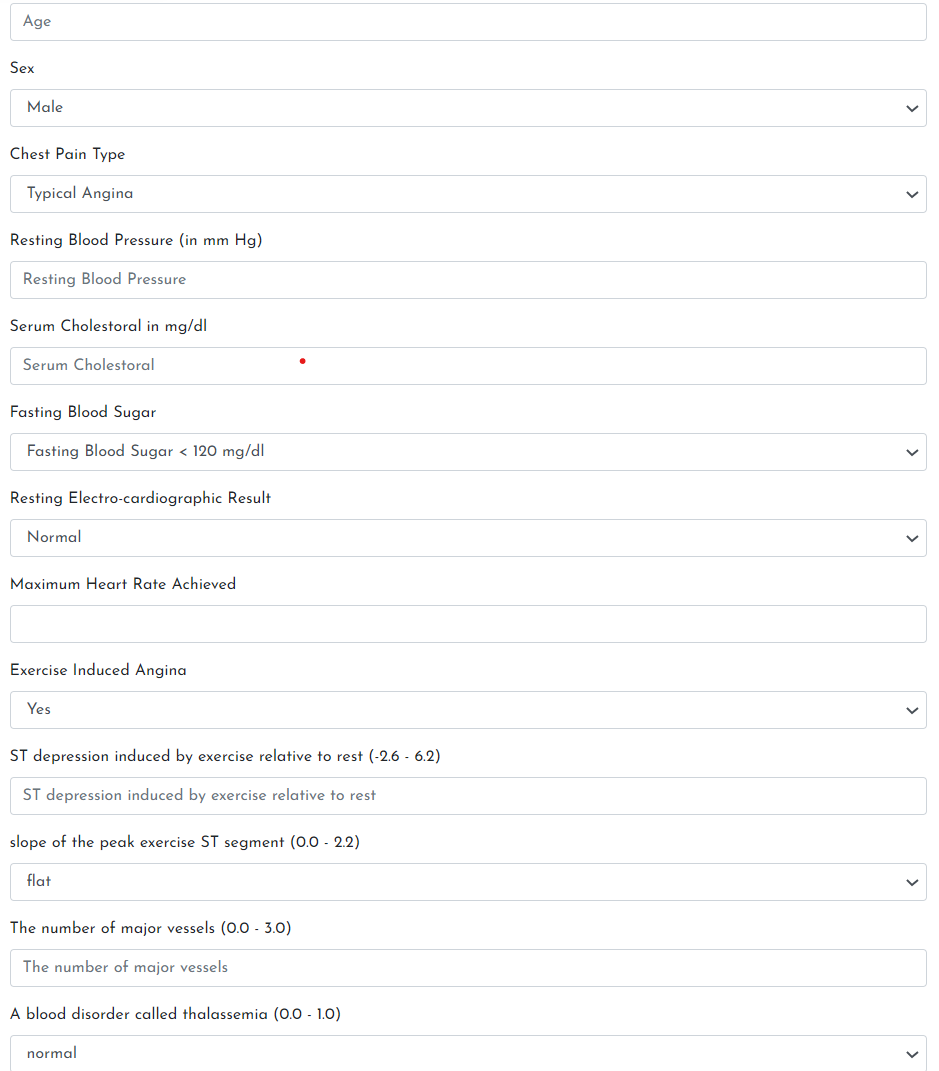 Age
Sex
Male
Chest Pain Type
Typical Angina
Resting Blood Pressure (in mm Hg)
Resting Blood Pressure
Serum Cholestoral in mg/dl
Serum Cholestoral
Fasting Blood Sugar
Fasting Blood Sugar < 120 mg/dl
Resting Electro-cardiographic Result
Normal
Maximum Heart Rate Achieved
Exercise Induced Angina
Yes
ST depression induced by exercise relative to rest (-2.6 - 6.2)
ST depression induced by exercise relative to rest
slope of the peak exercise ST segment (0.0 - 2.2)
flat
The number of major vessels (0.0 - 3.0)
The number of major vessels
A blood disorder called thalassemia (0.0 - 1.0)
normal